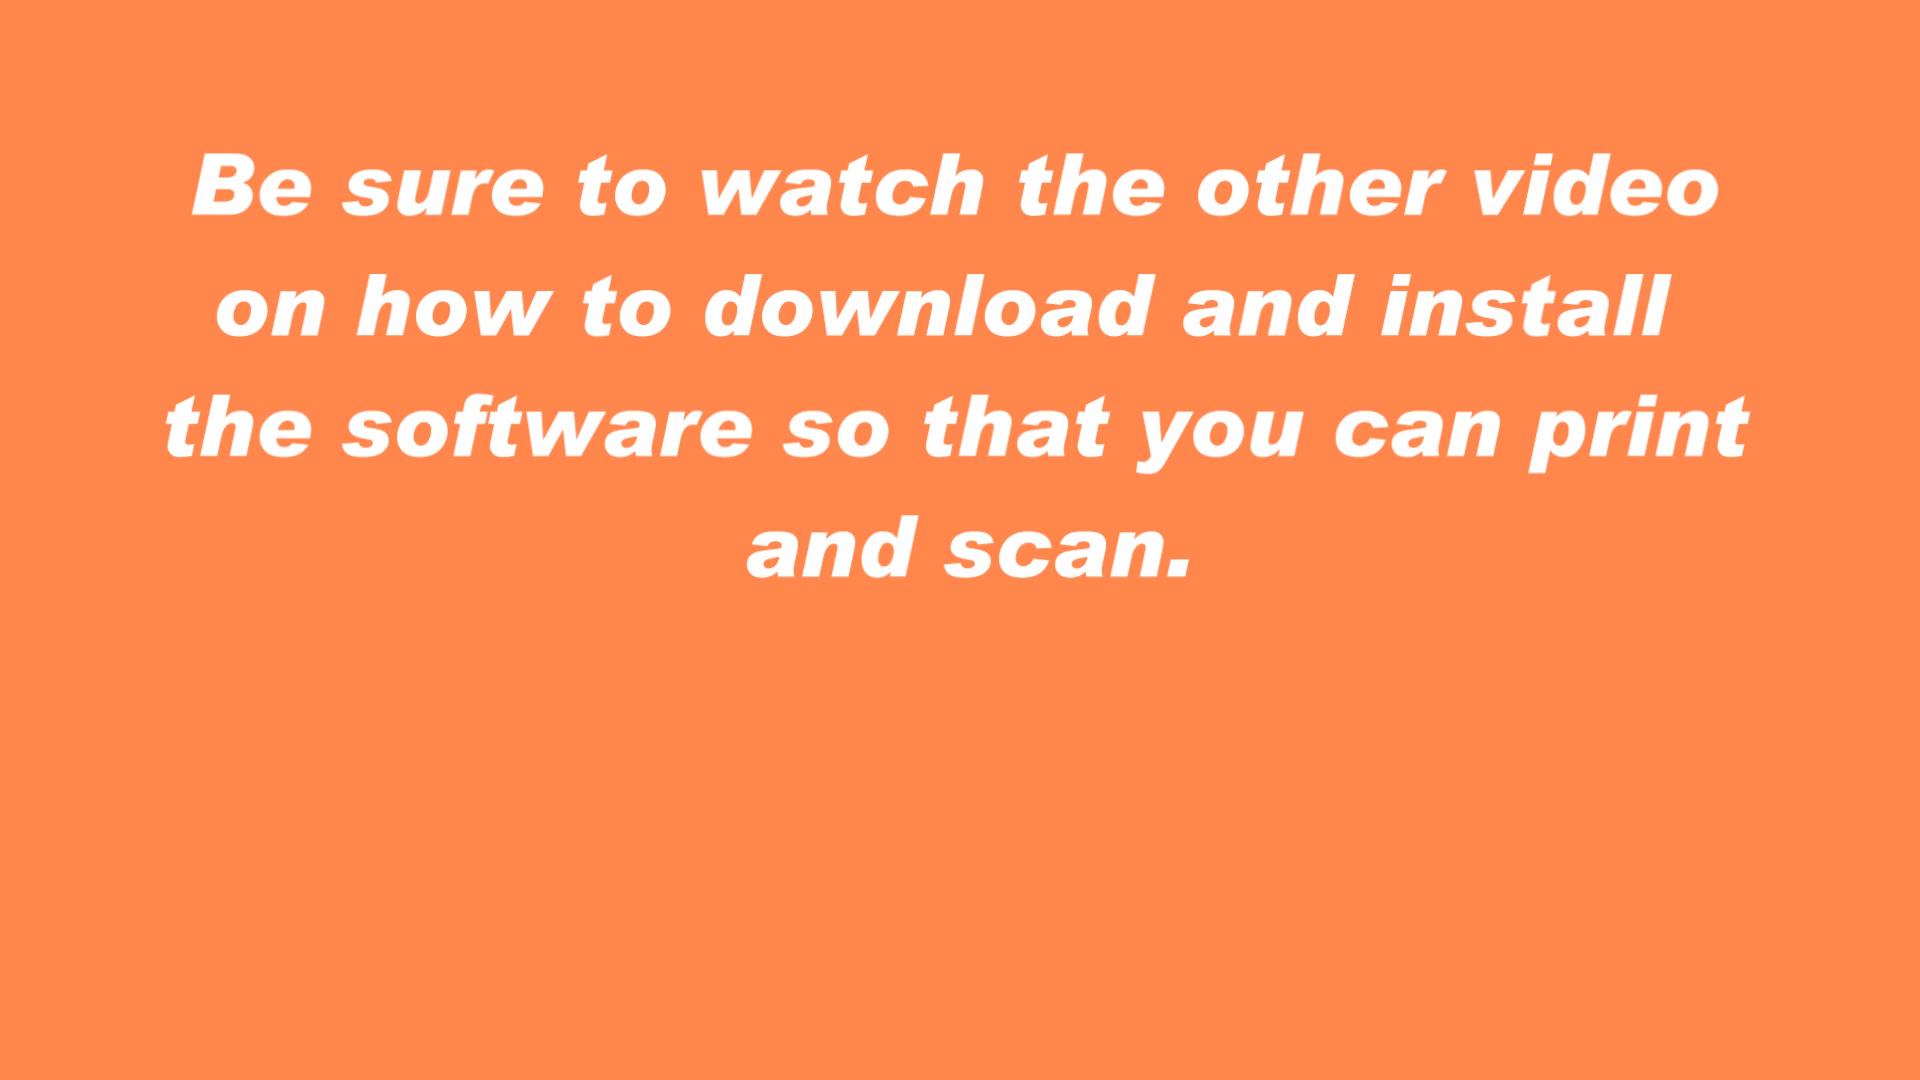 Be sure to watch the other video
on how to download and install
the software so that you can print
and scan.